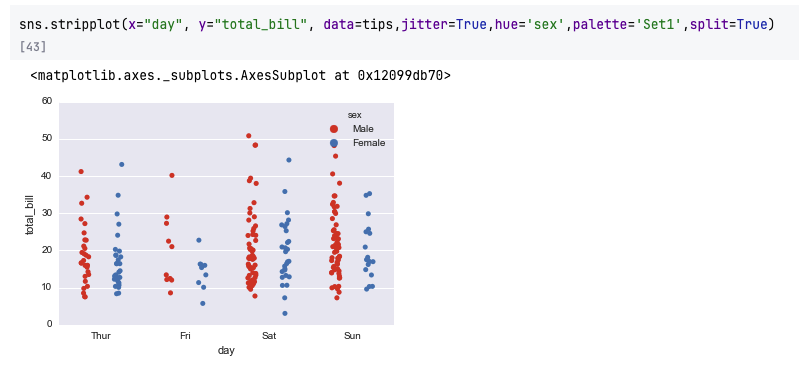 sns.stripplot(x="day", y="total_bill", data=tips,jitter=True,hue='sex',palette='Set1',split=True)
[43]
<matplotlib.axes._subplots.AxesSubplot at 0x12099db70>
60
50
40
30
20
10
0
total_bill
sex
Male
Female
Thur Fri Sat Sun
day